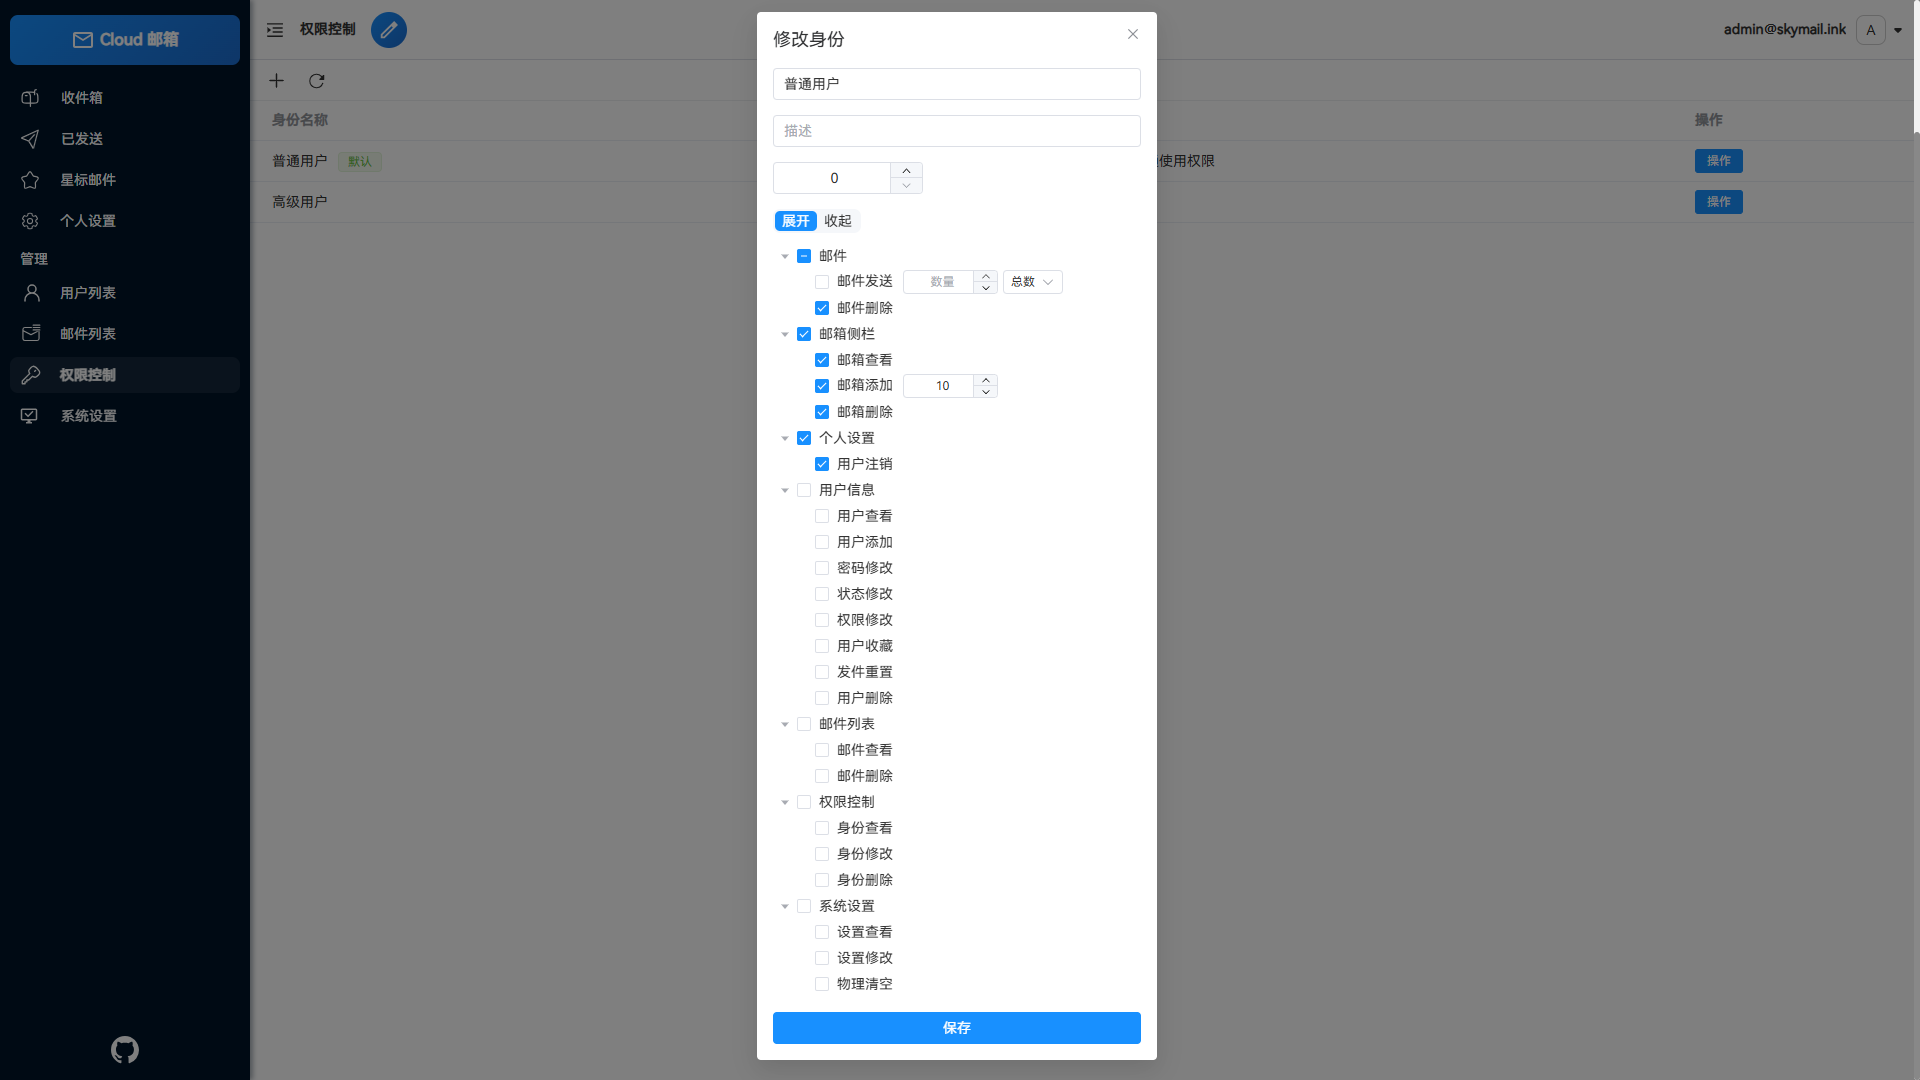 Cloud 邮箱
收件箱
已发送
星标邮件
个人设置
管理
用户列表
邮件列表
权限控制
系统设置
权限控制
admin@skymail.ink
A
身份名称
操作
普通用户 默认
使用权限
操作
高级用户
操作
修改身份
普通用户
描述
0
展开 收起
邮件
邮件发送 数量 总数
邮件删除
邮箱侧栏
邮箱查看
邮箱添加 10
邮箱删除
个人设置
用户注销
用户信息
用户查看
用户添加
密码修改
状态修改
权限修改
用户收藏
发件重置
用户删除
邮件列表
邮件查看
邮件删除
权限控制
身份查看
身份修改
身份删除
系统设置
设置查看
设置修改
物理清空
保存